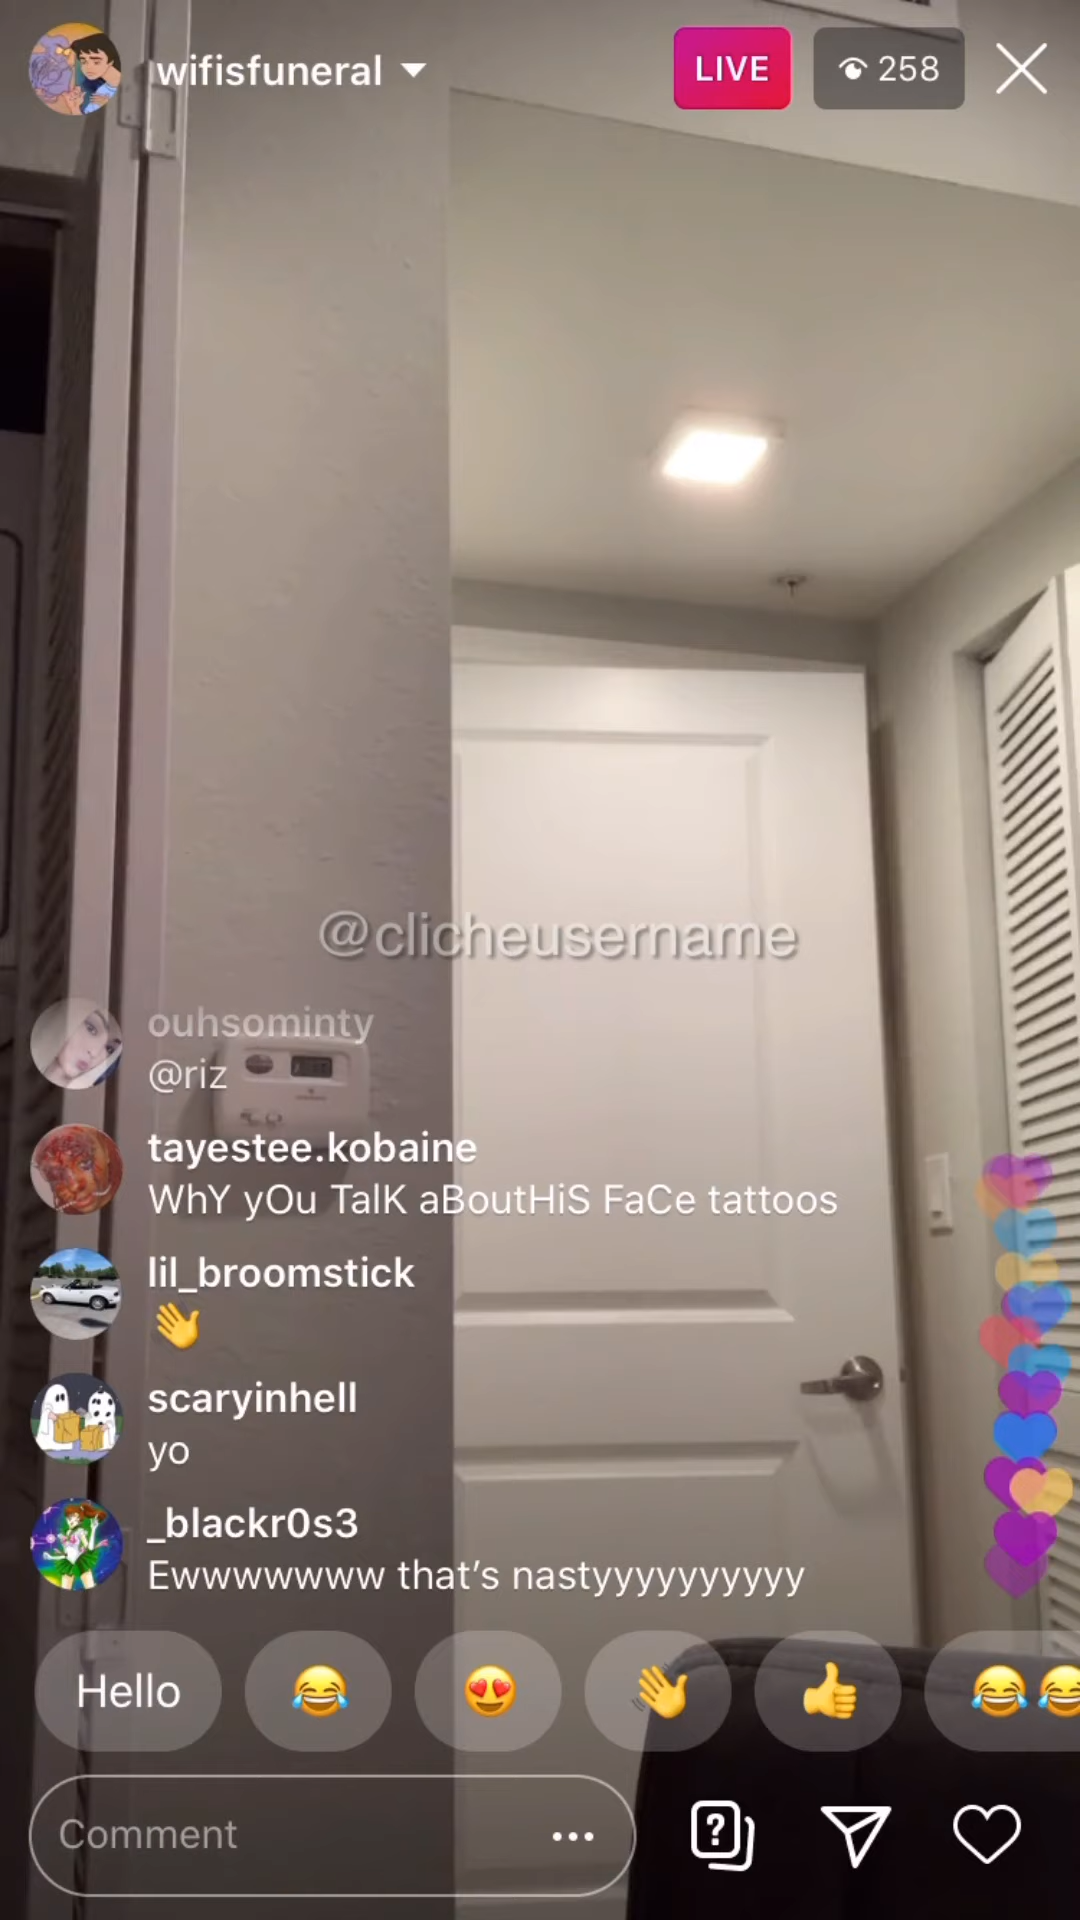 wifisfuneral
LIVE
258
@clicheusername
ouhsominty
@riz
tayestee.kobaine
WhY yOu TalK aBoutHiS FaCe tattoos
lil_broomstick
👋
scaryinhell
yo
_blackr0s3
Ewwwwwww that’s nastyyyyyyyyyy
Hello 😂 😍 👋 👍 😂😂
Comment